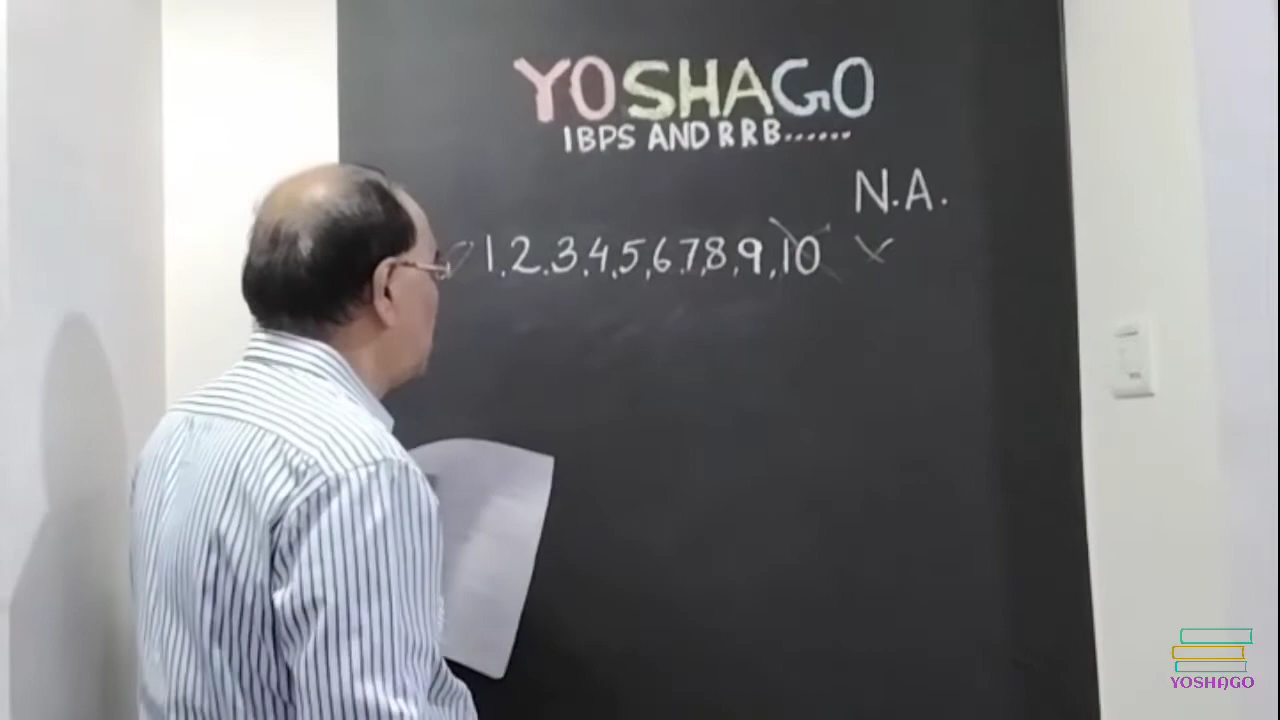 YOSHAGO
IBPS AND RRB......
N.A.
1.2.3.4,5,6,7,8,9,10
YOSHAGO